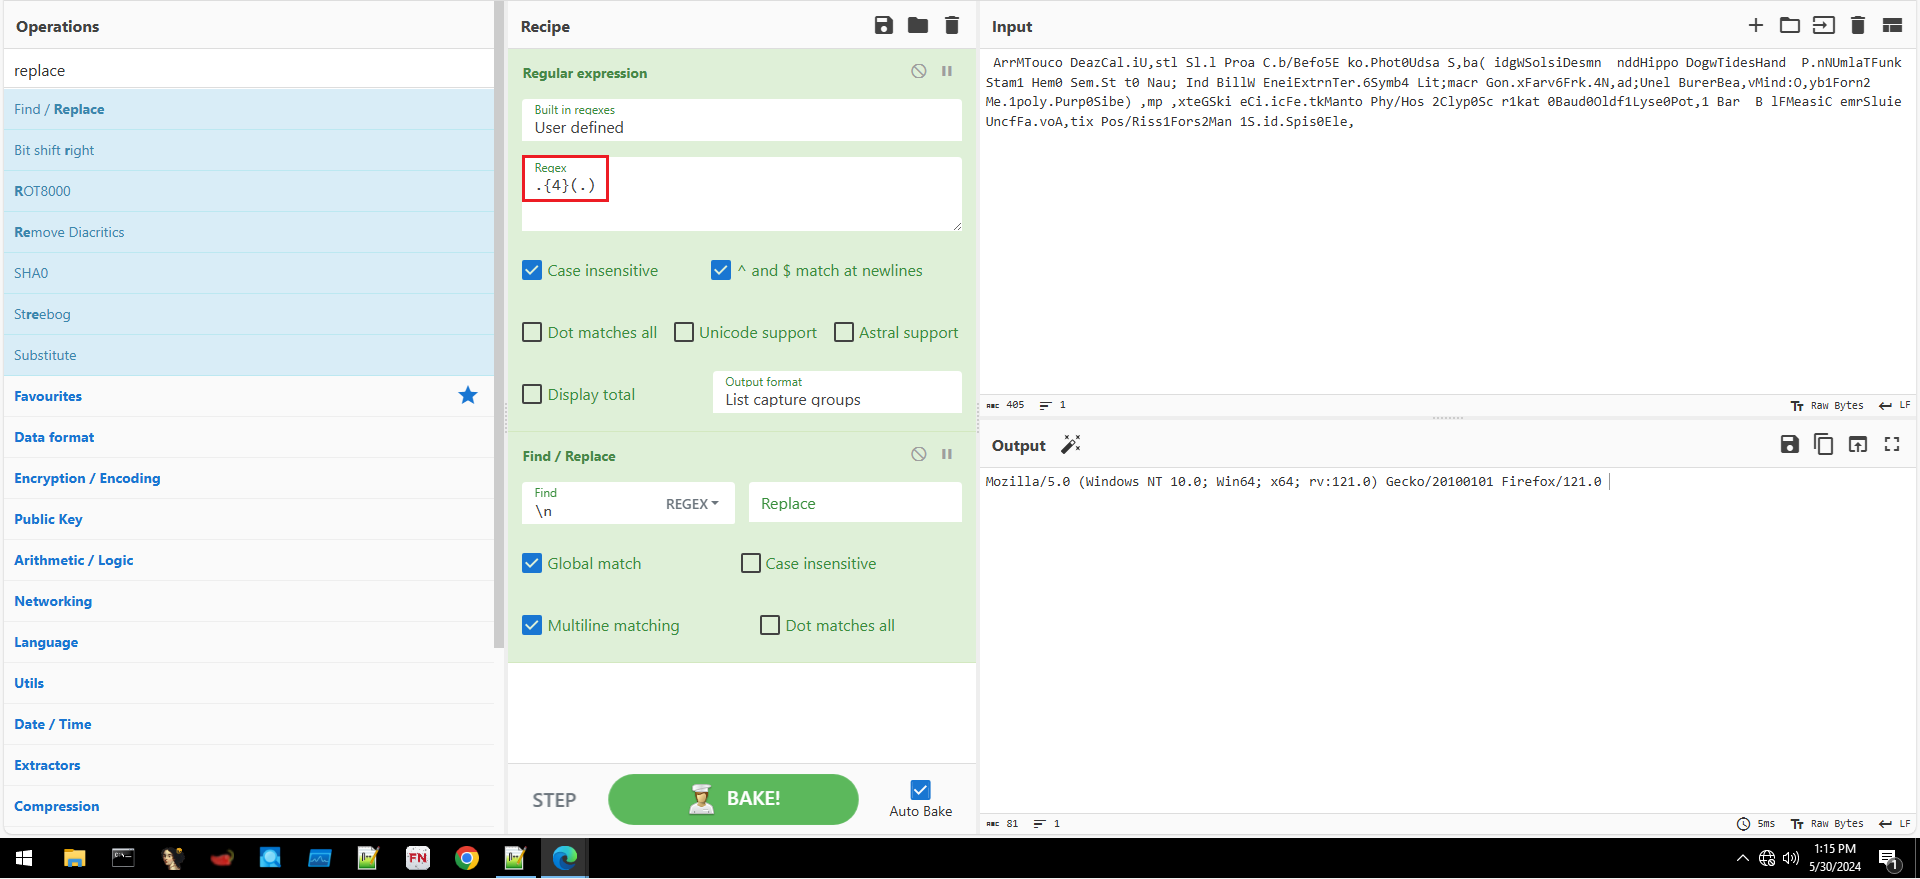 Operations
replace
Find / Replace
Bit shift right
ROT8000
Remove Diacritics
SHA0
Streebog
Substitute
Favourites
Data format
Encryption / Encoding
Public Key
Arithmetic / Logic
Networking
Language
Utils
Date / Time
Extractors
Compression
Recipe
Regular expression
Built in regexes
User defined
Regex
.{4}(.)
Case insensitive
^ and $ match at newlines
Dot matches all
Unicode support
Astral support
Display total
Output format
List capture groups
Find / Replace
Find
\n
REGEX
Replace
Global match
Case insensitive
Multiline matching
Dot matches all
STEP
BAKE!
Auto Bake
Input
ArrMTouco DeazCal.iU,stl Sl.l Proa C.b/Befo5E ko.Phot0Udsa S,ba( idgWSolsiDesmn  nddHippo DogwTidesHand  P.nNUmlaTFunk
Stam1 Hem0 Sem.St t0 Nau; Ind BillW EneiExtrnTer.6Symb4 Lit;macr Gon.xFarv6Frk.4N,ad;Unel BurerBea,vMind:O,yb1Forn2
Me.1poly.Purp0Sibe) ,mp ,xteGSki eCi.icFe.tkManto Phy/Hos 2Clyp0Sc r1kat 0Baud0Oldf1Lyse0Pot,1 Bar  B lFMeasiC emrSluie
UncfFa.voA,tix Pos/Riss1Fors2Man 1S.id.Spis0Ele,
ABC 405 1
Raw Bytes LF
Output
Mozilla/5.0 (Windows NT 10.0; Win64; x64; rv:121.0) Gecko/20100101 Firefox/121.0
ABC 81 1
5ms Raw Bytes LF
FN
1:15 PM
5/30/2024
1